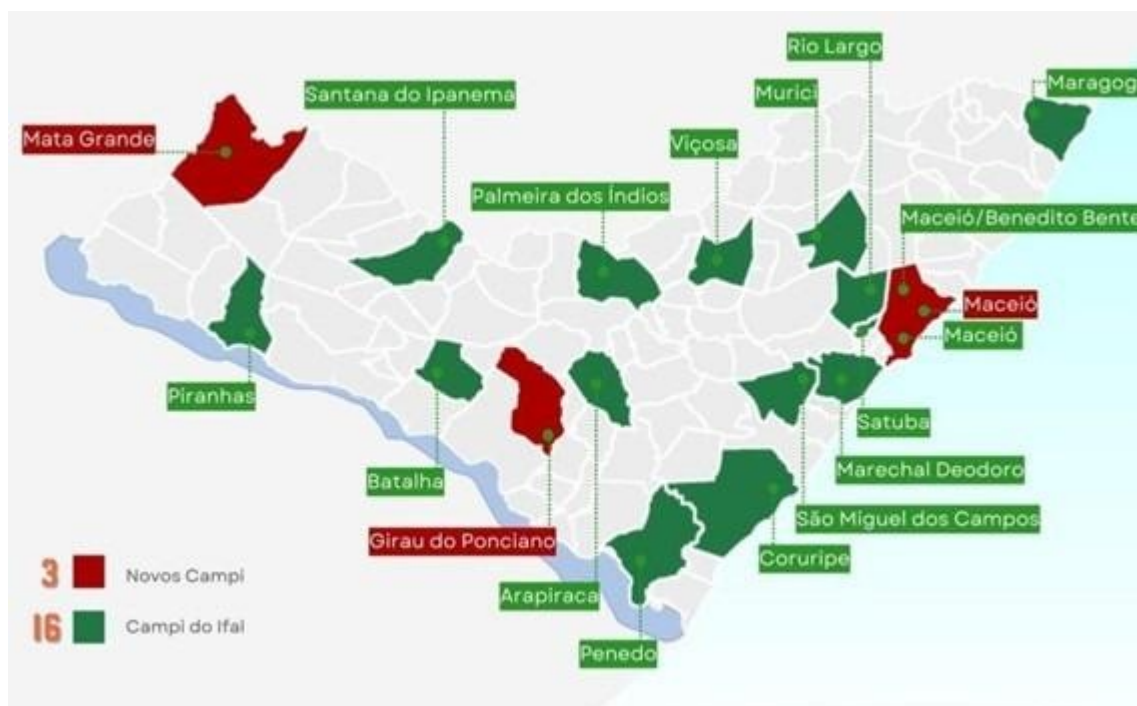 Rio Largo
Maragog
Santana do Ipanema
Murici
Mata Grande
Viçosa
Palmeira dos Índios
Maceió/Benedito Bente
Maceió
Maceió
Piranhas
Satuba
Batalha
Marechal Deodoro
São Miguel dos Campos
Girau do Ponciano
Coruripe
3 Novos Campi
Arapiraca
16 Campi do Ifal
Penedo